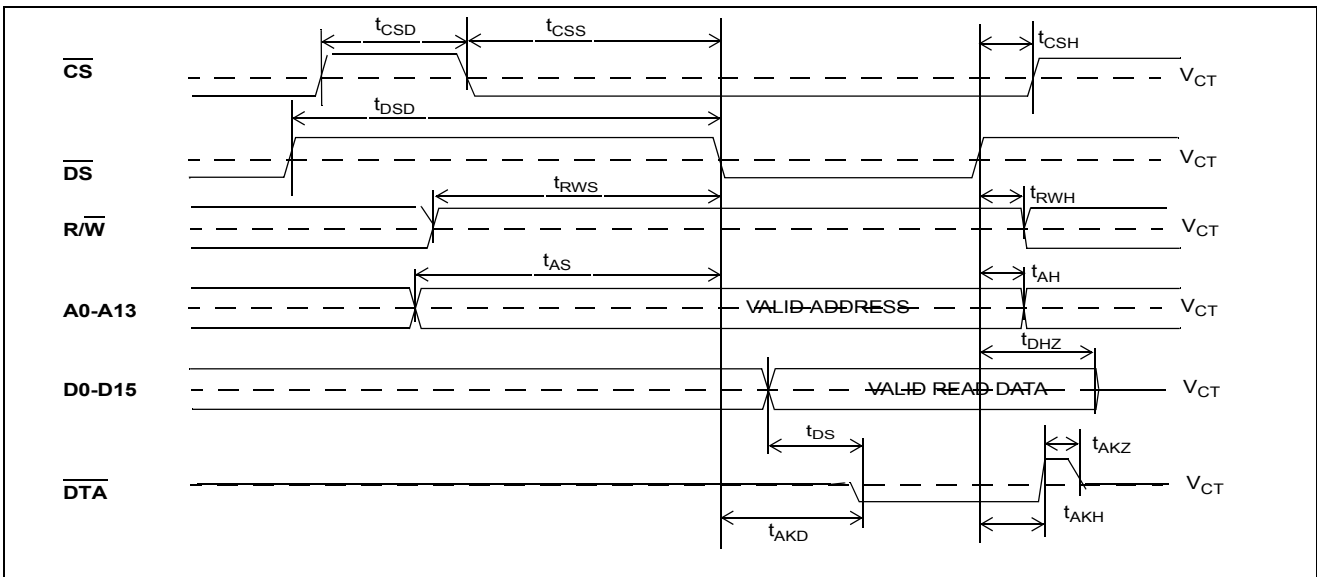 tCSD
tCSS
tCSH
CS
VCT
tDSD
DS
VCT
tRWS
tRWH
R/W
VCT
tAS
tAH
A0-A13
VALID ADDRESS
VCT
tDHZ
D0-D15
VALID READ DATA
VCT
tDS
tAKZ
DTA
VCT
tAKD
tAKH